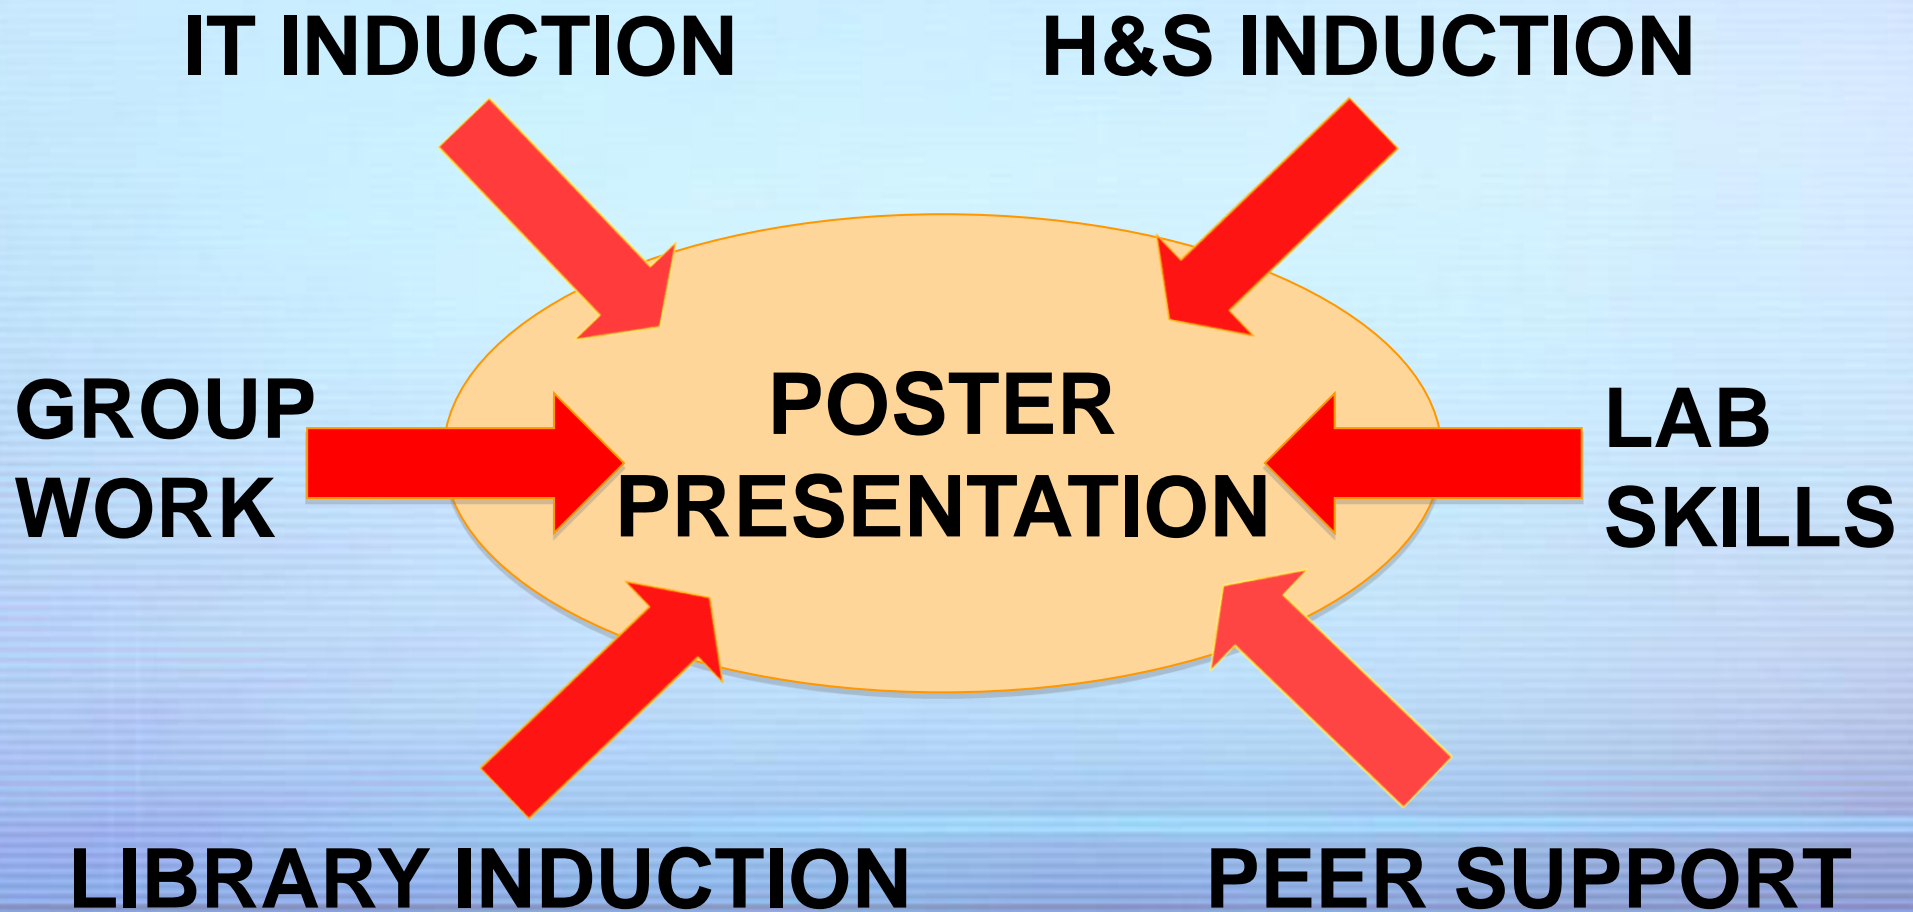 IT INDUCTION
H&S INDUCTION
GROUP
WORK
POSTER
PRESENTATION
LAB
SKILLS
LIBRARY INDUCTION
PEER SUPPORT